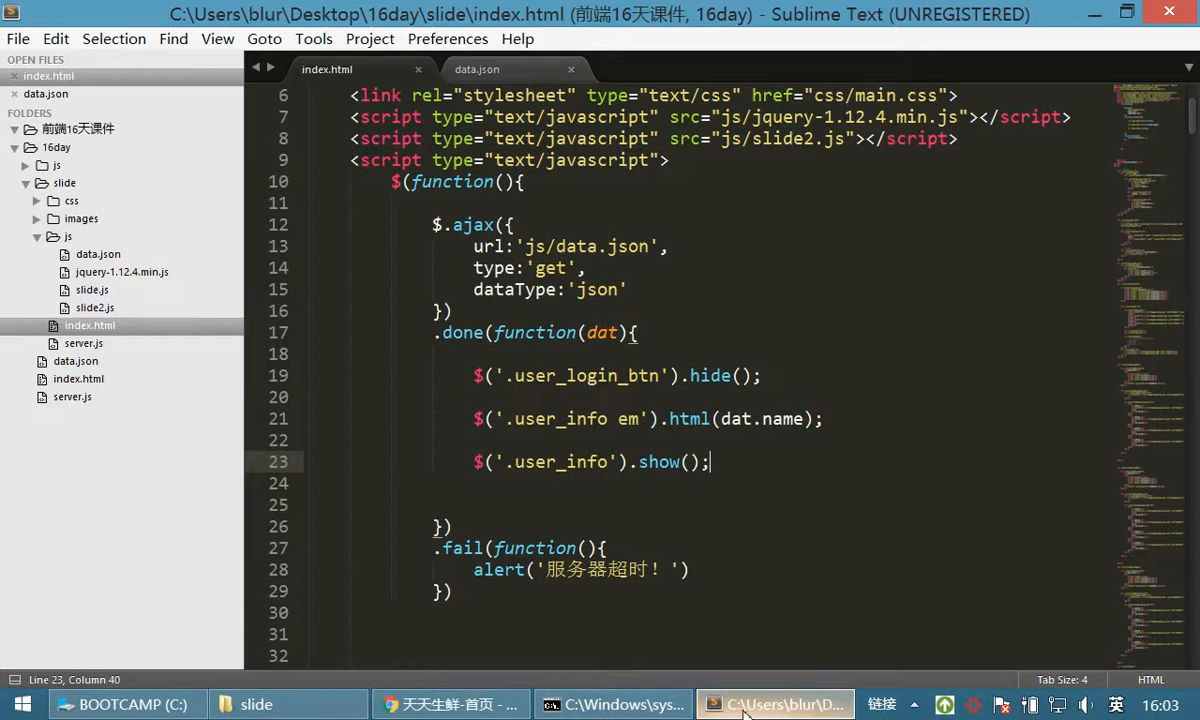 C:\Users\blur\Desktop\16day\slide\index.html (前端16天课件, 16day) - Sublime Text (UNREGISTERED)
File Edit Selection Find View Goto Tools Project Preferences Help
OPEN FILES
index.html
data.json
FOLDERS
前端16天课件
16day
js
slide
css
images
js
data.json
jquery-1.12.4.min.js
slide.js
slide2.js
index.html
server.js
data.json
index.html
server.js
index.html data.json
6 <link rel="stylesheet" type="text/css" href="css/main.css">
7 <script type="text/javascript" src="js/jquery-1.12.4.min.js"></script>
8 <script type="text/javascript" src="js/slide2.js"></script>
9 <script type="text/javascript">
10 $(function(){
11
12 $.ajax({
13 url:'js/data.json',
14 type:'get',
15 dataType:'json'
16 })
17 .done(function(dat){
18
19 $('.user_login_btn').hide();
20
21 $('.user_info em').html(dat.name);
22
23 $('.user_info').show();
24
25
26 })
27 .fail(function(){
28 alert('服务器超时！')
29 })
30
31
32
Line 23, Column 40 Tab Size: 4 HTML
BOOTCAMP (C:) slide 天天生鲜-首页 - ... C:\Windows\sys... C:\Users\blur\D... 链接 英 16:03